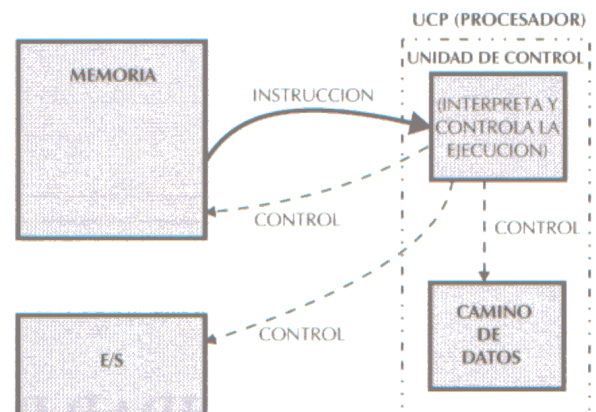 UCP (PROCESADOR)
UNIDAD DE CONTROL
MEMORIA
INSTRUCCION
(INTERPRETA Y
CONTROLA LA
EJECUCION)
CONTROL
CONTROL
CONTROL
CAMINO
DE
DATOS
E/S